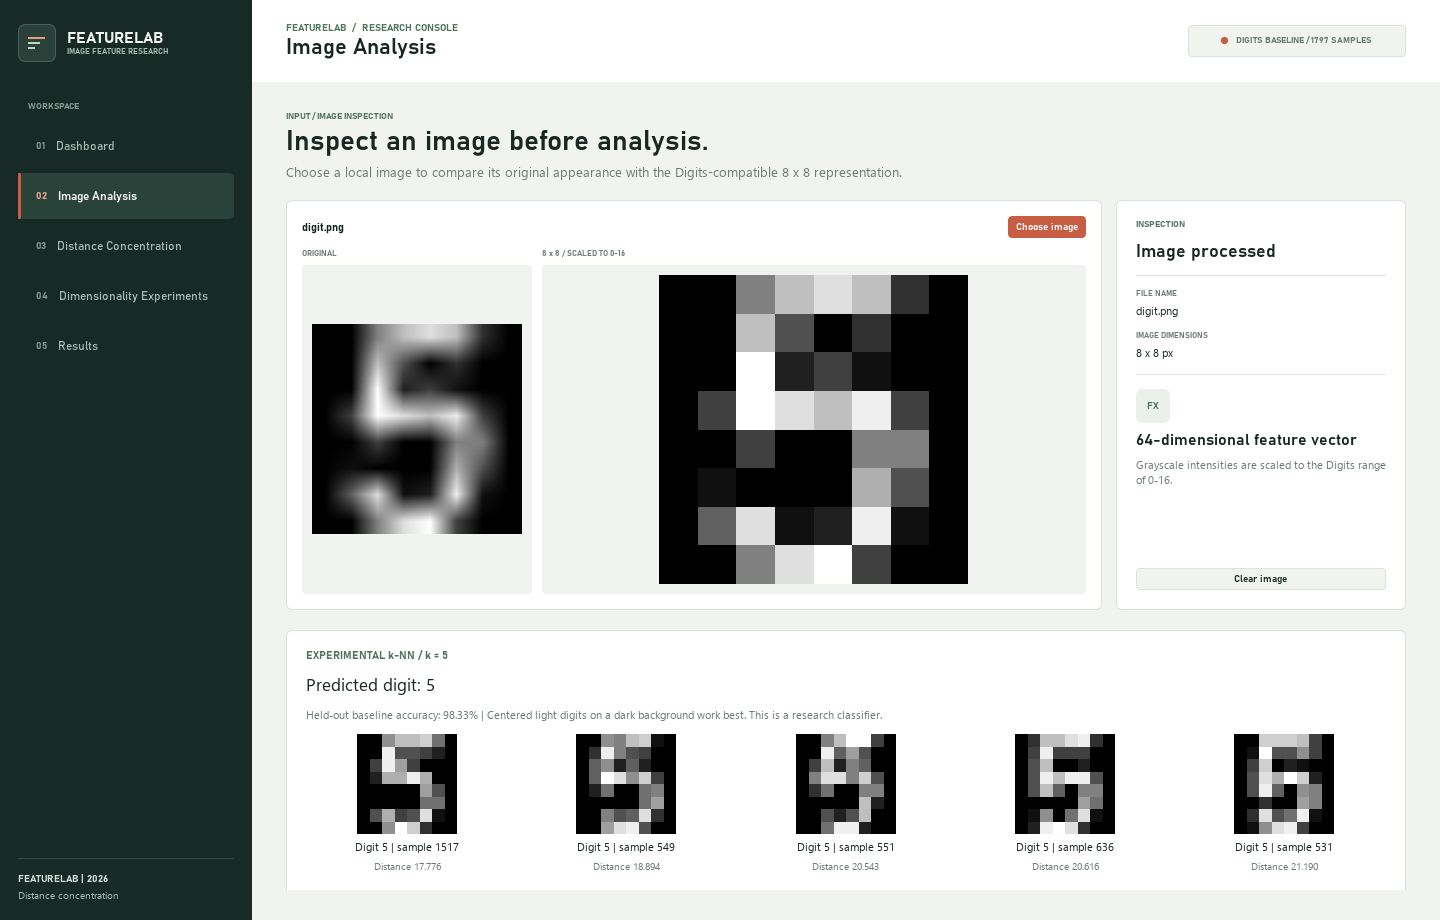 FEATURELAB
IMAGE FEATURE RESEARCH
WORKSPACE
01 Dashboard
02 Image Analysis
03 Distance Concentration
04 Dimensionality Experiments
05 Results
FEATURELAB | 2026
Distance concentration
FEATURELAB / RESEARCH CONSOLE
Image Analysis
DIGITS BASELINE / 1797 SAMPLES
INPUT / IMAGE INSPECTION
Inspect an image before analysis.
Choose a local image to compare its original appearance with the Digits-compatible 8 x 8 representation.
digit.png
Choose image
ORIGINAL
8 x 8 / SCALED TO 0-16
INSPECTION
Image processed
FILE NAME
digit.png
IMAGE DIMENSIONS
8 x 8 px
FX
64-dimensional feature vector
Grayscale intensities are scaled to the Digits range
of 0-16.
Clear image
EXPERIMENTAL k-NN / k = 5
Predicted digit: 5
Held-out baseline accuracy: 98.33% | Centered light digits on a dark background work best. This is a research classifier.
Digit 5 | sample 1517
Distance 17.776
Digit 5 | sample 549
Distance 18.894
Digit 5 | sample 551
Distance 20.543
Digit 5 | sample 636
Distance 20.616
Digit 5 | sample 531
Distance 21.190